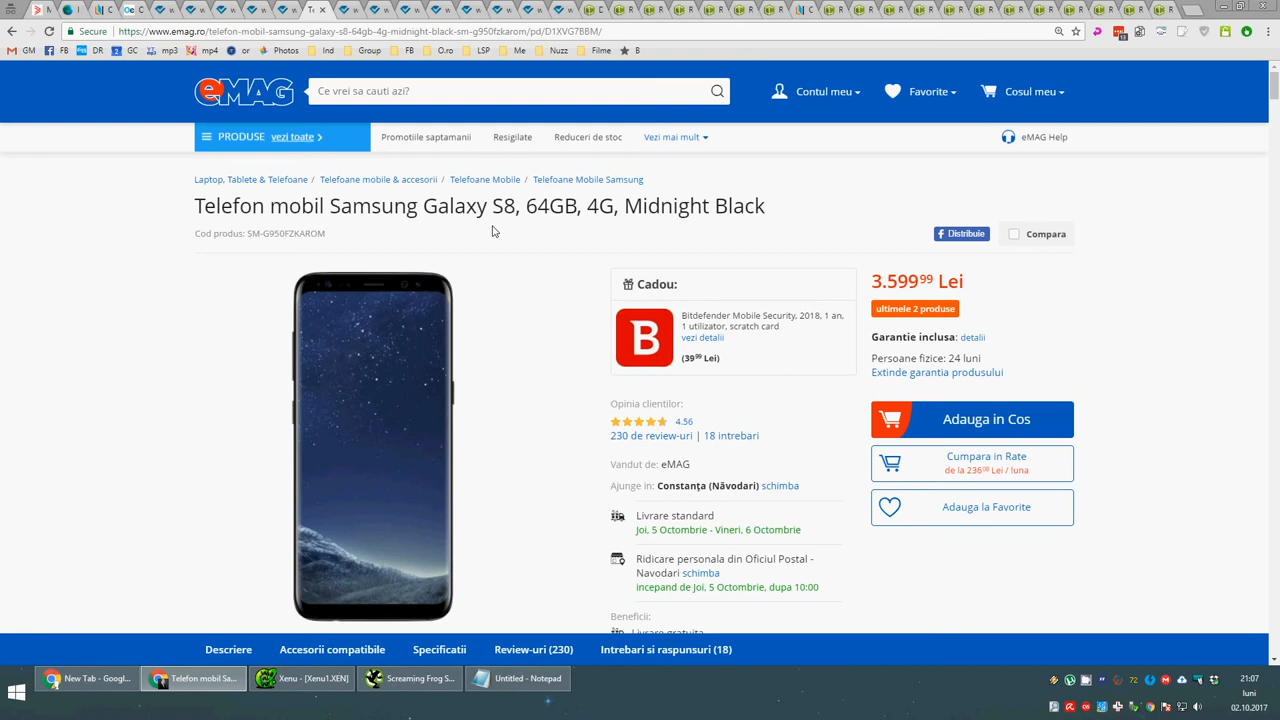 Secure
https://www.emag.ro/telefon-mobil-samsung-galaxy-s8-64gb-4g-midnight-black-sm-g950fzkarom/pd/D1XVG7BBM/
GM FB DR GC mp3 mp4 or Photos Ind Group FB O.ro LSP Me Nuzz Filme B
eMAG
Ce vrei sa cauti azi?
Contul meu
Favorite
Cosul meu
PRODUSE vezi toate
Promotiile saptamanii
Resigilate
Reduceri de stoc
Vezi mai mult
eMAG Help
Laptop, Tablete & Telefoane / Telefoane mobile & accesorii / Telefoane Mobile / Telefoane Mobile Samsung
Telefon mobil Samsung Galaxy S8, 64GB, 4G, Midnight Black
Cod produs: SM-G950FZKAROM
Distribuie
Compara
Cadou:
B
Bitdefender Mobile Security, 2018, 1 an,
1 utilizator, scratch card
vezi detalii
(39⁹⁹ Lei)
Opinia clientilor:
4.56
230 de review-uri | 18 intrebari
Vandut de: eMAG
Ajunge in: Constanţa (Năvodari) schimba
Livrare standard
Joi, 5 Octombrie - Vineri, 6 Octombrie
Ridicare personala din Oficiul Postal -
Navodari schimba
incepand de Joi, 5 Octombrie, dupa 10:00
Beneficii:
Livrare gratuita
3.599⁹⁹ Lei
ultimele 2 produse
Garantie inclusa: detalii
Persoane fizice: 24 luni
Extinde garantia produsului
Adauga in Cos
Cumpara in Rate
de la 236⁰⁸ Lei / luna
Adauga la Favorite
Descriere
Accesorii compatibile
Specificatii
Review-uri (230)
Intrebari si raspunsuri (18)
New Tab - Googl...
Telefon mobil Sa...
Xenu - [Xenu1.XEN]
Screaming Frog S...
Untitled - Notepad
72
21:07
luni
02.10.2017